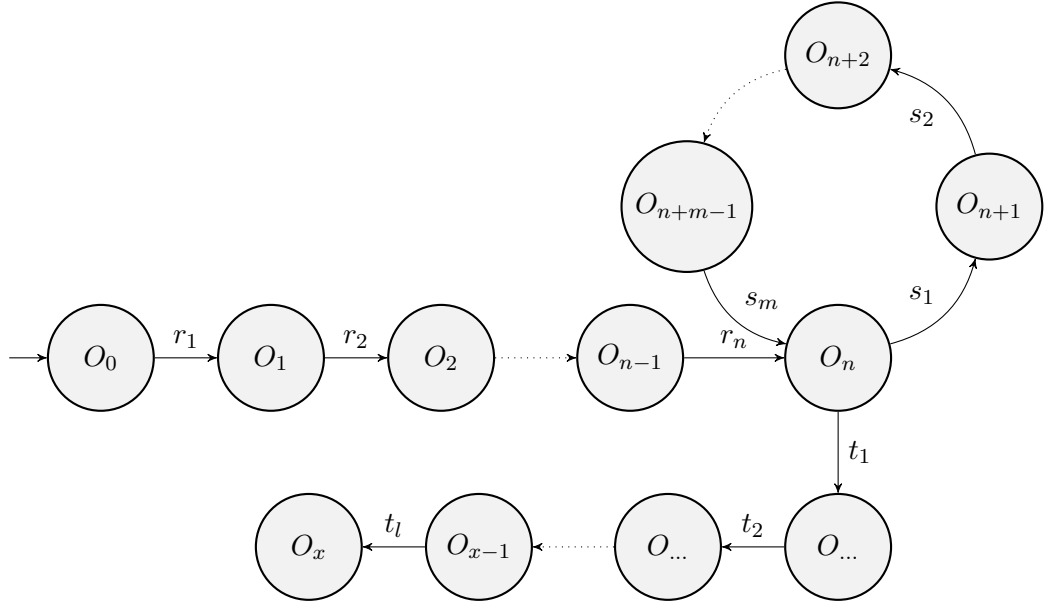 O_{n+2}
s_2
O_{n+m-1}
O_{n+1}
s_m
s_1
r_1
r_2
r_n
O_0
O_1
O_2
O_{n-1}
O_n
t_1
t_l
t_2
O_x
O_{x-1}
O_{...}
O_{...}